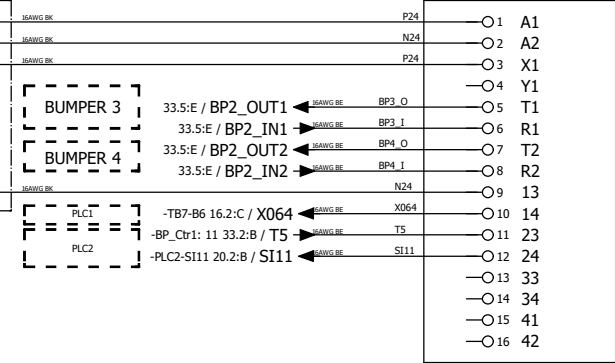 16AWG BK P24 1 A1
16AWG BK N24 2 A2
16AWG BK P24 3 X1
4 Y1
BUMPER 3 33.5:E / BP2_OUT1 16AWG BE BP3_O 5 T1
33.5:E / BP2_IN1 16AWG BE BP3_I 6 R1
BUMPER 4 33.5:E / BP2_OUT2 16AWG BE BP4_O 7 T2
33.5:E / BP2_IN2 16AWG BE BP4_I 8 R2
16AWG BK N24 9 13
PLC1 -TB7-B6 16.2:C / X064 16AWG BE X064 10 14
PLC2 -BP_Ctr1: 11 33.2:B / T5 16AWG BE T5 11 23
-PLC2-SI11 20.2:B / SI11 16AWG BE SI11 12 24
13 33
14 34
15 41
16 42